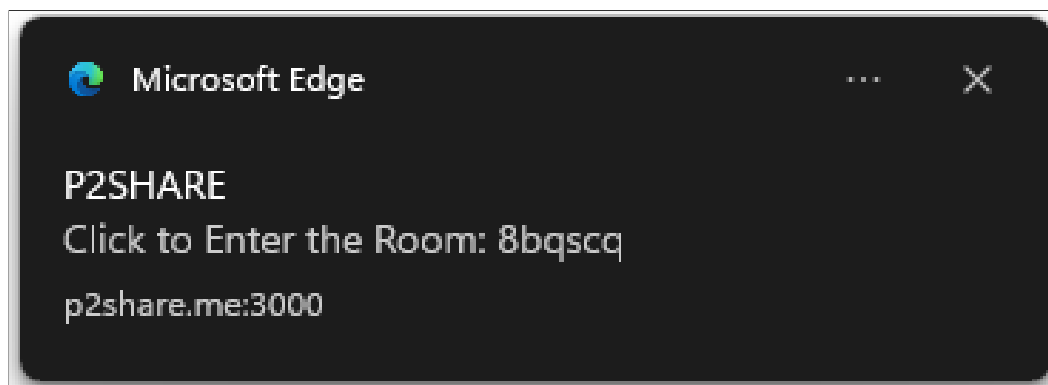 Microsoft Edge
P2SHARE
Click to Enter the Room: 8bqscq
p2share.me:3000